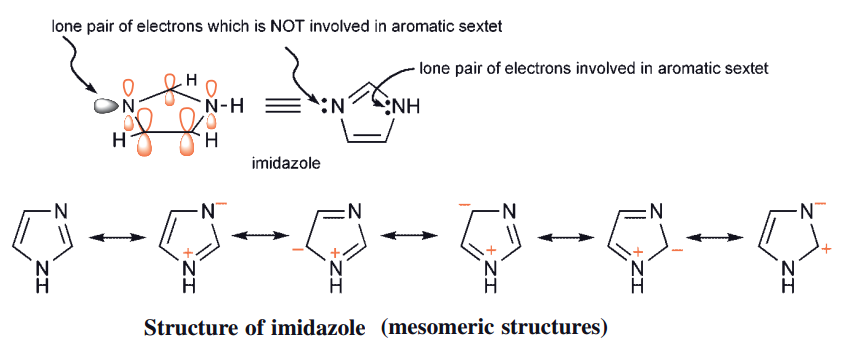 lone pair of electrons which is NOT involved in aromatic sextet
lone pair of electrons involved in aromatic sextet
H
N N-H :N :NH
H H
imidazole
N N − N − N N N −
+ − + + + − +
N N N N N N
H H H H H H
Structure of imidazole (mesomeric structures)